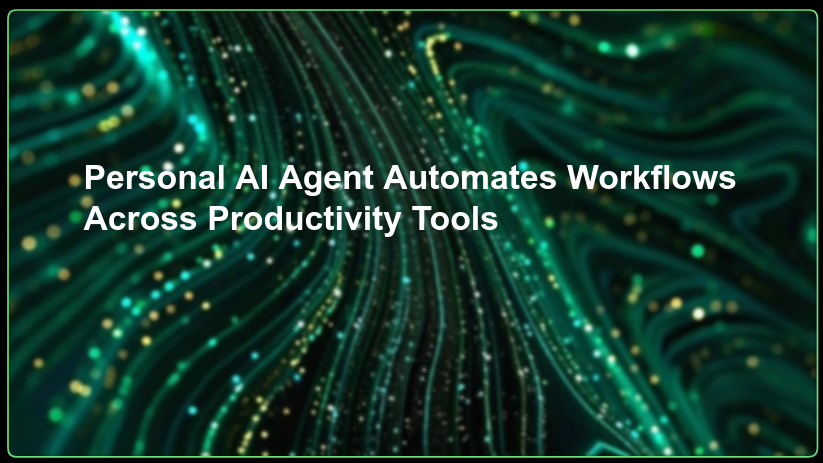 Personal AI Agent Automates Workflows
Across Productivity Tools